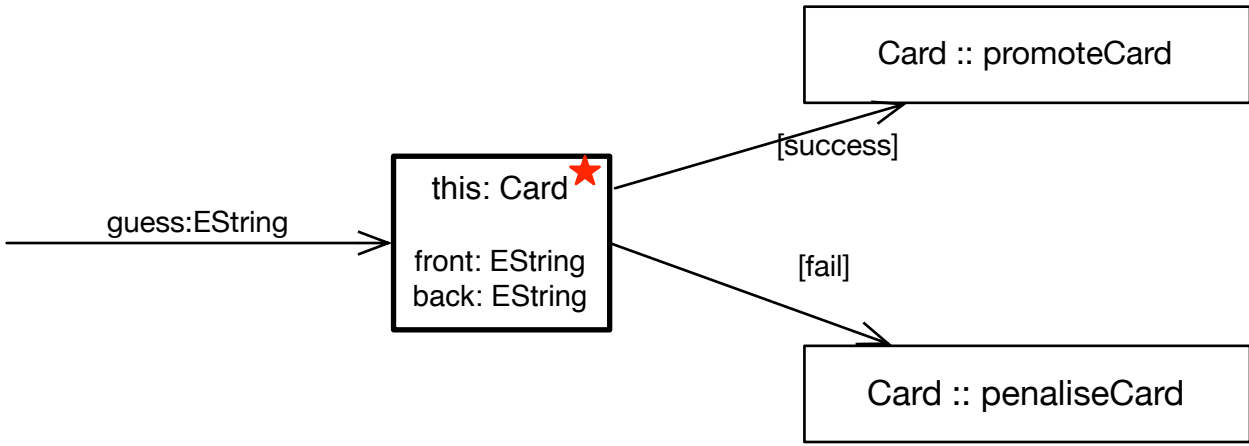 Card :: promoteCard
[success]
this: Card
guess:EString
front: EString
back: EString
[fail]
Card :: penaliseCard